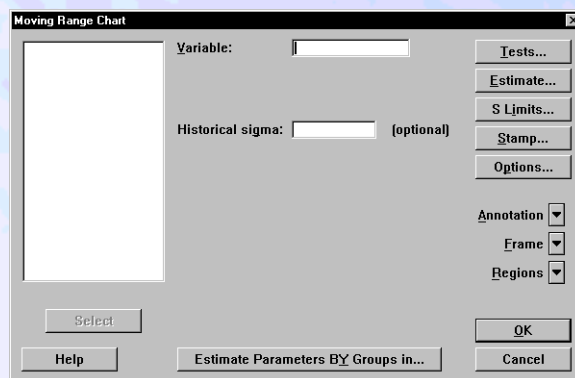 Moving Range Chart
Variable:
Tests...
Estimate...
Historical sigma: (optional)
S Limits...
Stamp...
Options...
Annotation
Frame
Regions
Select
OK
Help
Estimate Parameters BY Groups in...
Cancel